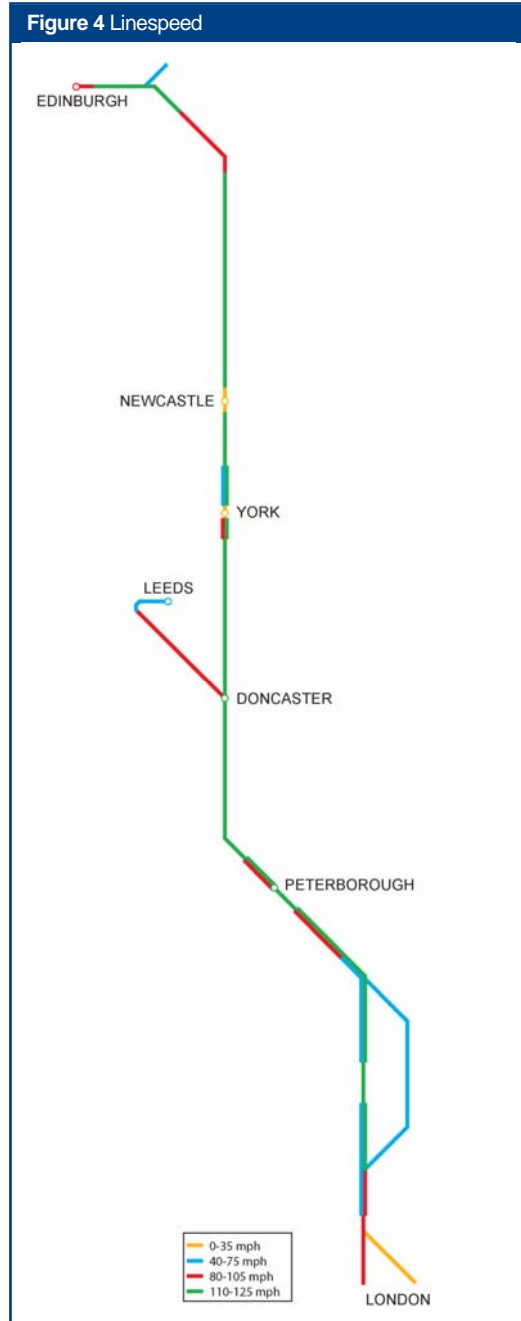 Figure 4 Linespeed
EDINBURGH
NEWCASTLE
YORK
LEEDS
DONCASTER
PETERBOROUGH
0-35 mph
40-75 mph
80-105 mph
110-125 mph
LONDON